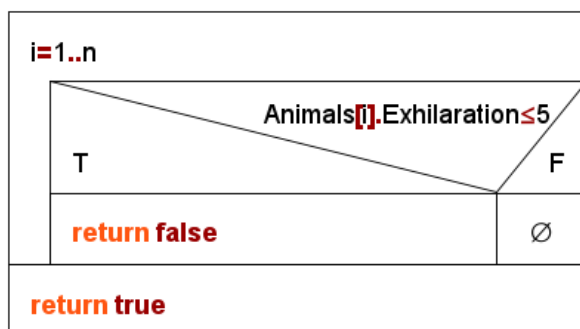 i=1..n
Animals[i].Exhilaration≤5
T
F
return false
∅
return true